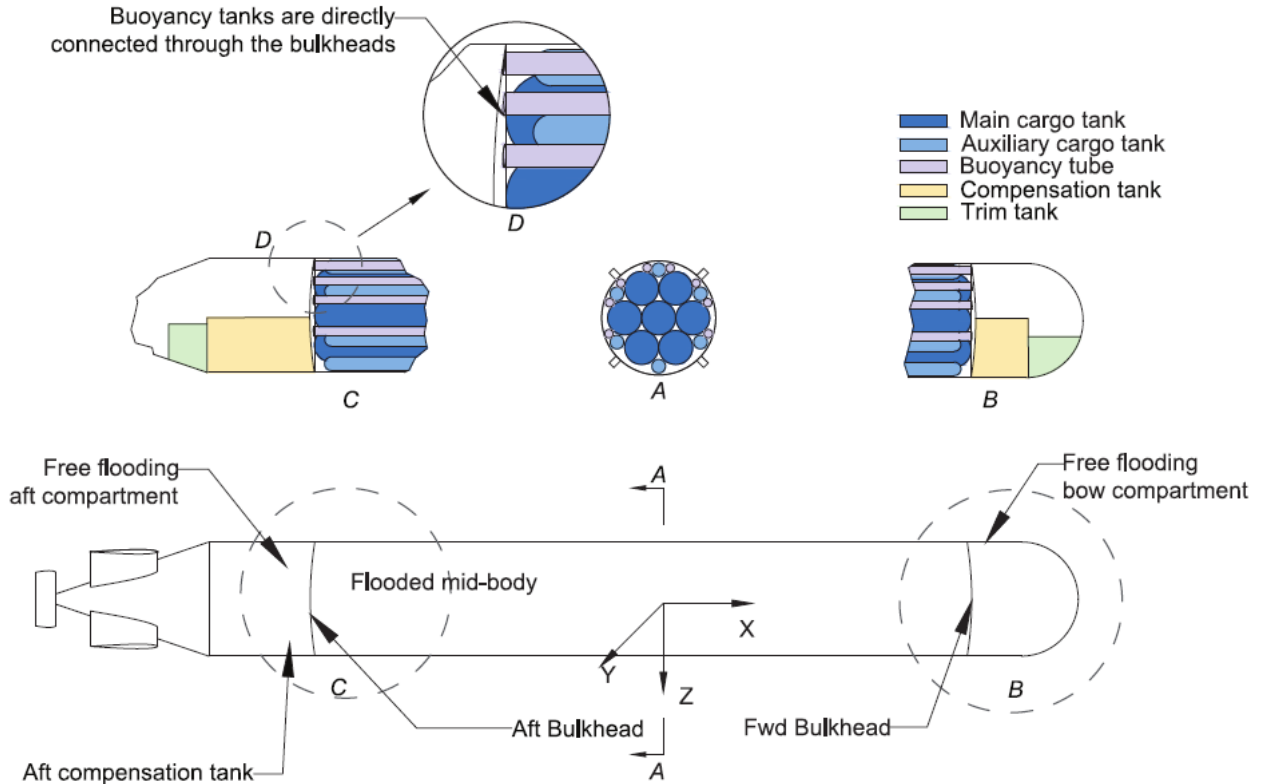 Buoyancy tanks are directly
connected through the bulkheads
Main cargo tank
Auxiliary cargo tank
Buoyancy tube
Compensation tank
Trim tank
D
D
C
A
B
Free flooding
aft compartment
A
Free flooding
bow compartment
Flooded mid-body
X
Y
Z
C
B
Aft Bulkhead
Fwd Bulkhead
Aft compensation tank
A